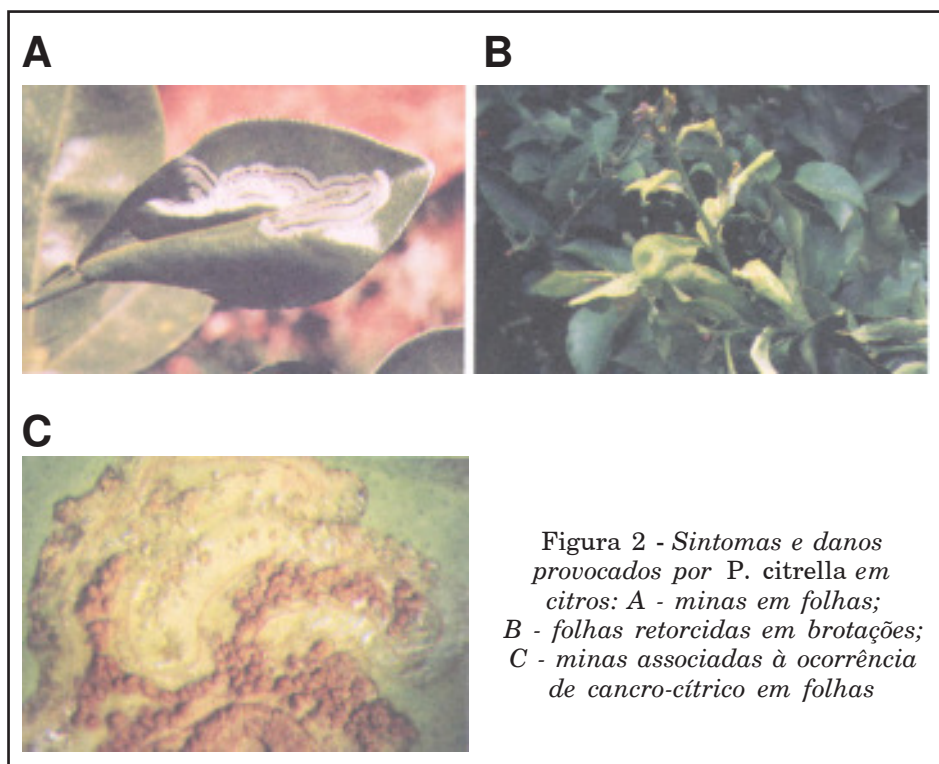 A
B
C
Figura 2 - Sintomas e danos
provocados por P. citrella em
citros: A - minas em folhas;
B - folhas retorcidas em brotações;
C - minas associadas à ocorrência
de cancro-cítrico em folhas